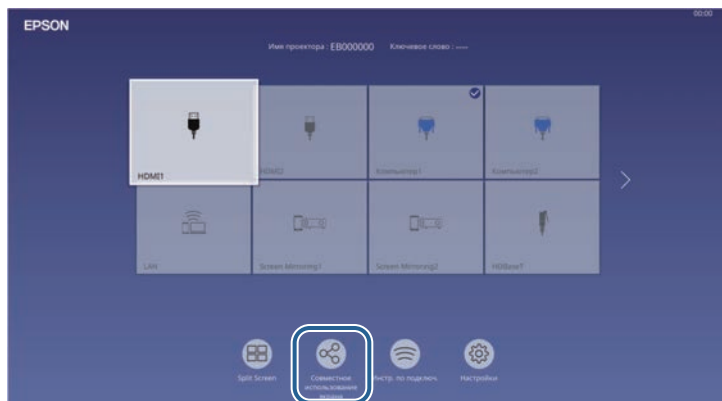 00:00
EPSON
Имя проектора : EB000000 Ключевое слово : ----
HDMI1
HDMI2
Компьютер1
Компьютер2
LAN
Screen Mirroring1
Screen Mirroring2
HDBaseT
Split Screen
Совместное
использование
экрана
Инстр. по подключ.
Настройки